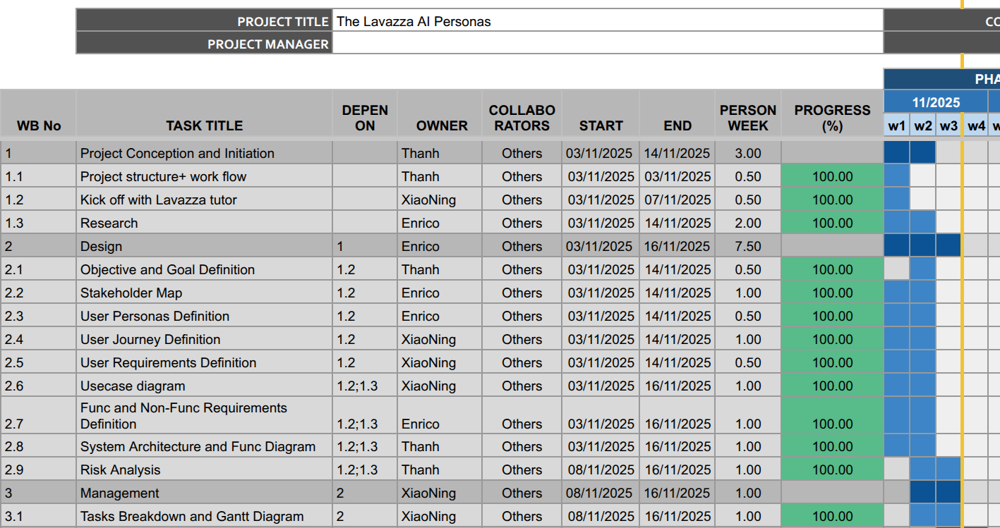 PROJECT TITLE The Lavazza AI Personas CO
PROJECT MANAGER
PHA
11/2025
WB No TASK TITLE DEPEN ON OWNER COLLABO RATORS START END PERSON WEEK PROGRESS (%) w1 w2 w3 w4 w
1 Project Conception and Initiation Thanh Others 03/11/2025 14/11/2025 3.00
1.1 Project structure+ work flow Thanh Others 03/11/2025 03/11/2025 0.50 100.00
1.2 Kick off with Lavazza tutor XiaoNing Others 03/11/2025 07/11/2025 0.50 100.00
1.3 Research Enrico Others 03/11/2025 14/11/2025 2.00 100.00
2 Design 1 Enrico Others 03/11/2025 16/11/2025 7.50
2.1 Objective and Goal Definition 1.2 Thanh Others 03/11/2025 14/11/2025 0.50 100.00
2.2 Stakeholder Map 1.2 Enrico Others 03/11/2025 14/11/2025 1.00 100.00
2.3 User Personas Definition 1.2 Enrico Others 03/11/2025 14/11/2025 0.50 100.00
2.4 User Journey Definition 1.2 XiaoNing Others 03/11/2025 14/11/2025 1.00 100.00
2.5 User Requirements Definition 1.2 XiaoNing Others 03/11/2025 14/11/2025 0.50 100.00
2.6 Usecase diagram 1.2;1.3 XiaoNing Others 03/11/2025 16/11/2025 1.00 100.00
2.7 Func and Non-Func Requirements Definition 1.2;1.3 Enrico Others 03/11/2025 16/11/2025 1.00 100.00
2.8 System Architecture and Func Diagram 1.2;1.3 Thanh Others 03/11/2025 16/11/2025 1.00 100.00
2.9 Risk Analysis 1.2;1.3 Thanh Others 08/11/2025 16/11/2025 1.00 100.00
3 Management 2 XiaoNing Others 08/11/2025 16/11/2025 1.00
3.1 Tasks Breakdown and Gantt Diagram 2 XiaoNing Others 08/11/2025 16/11/2025 1.00 100.00